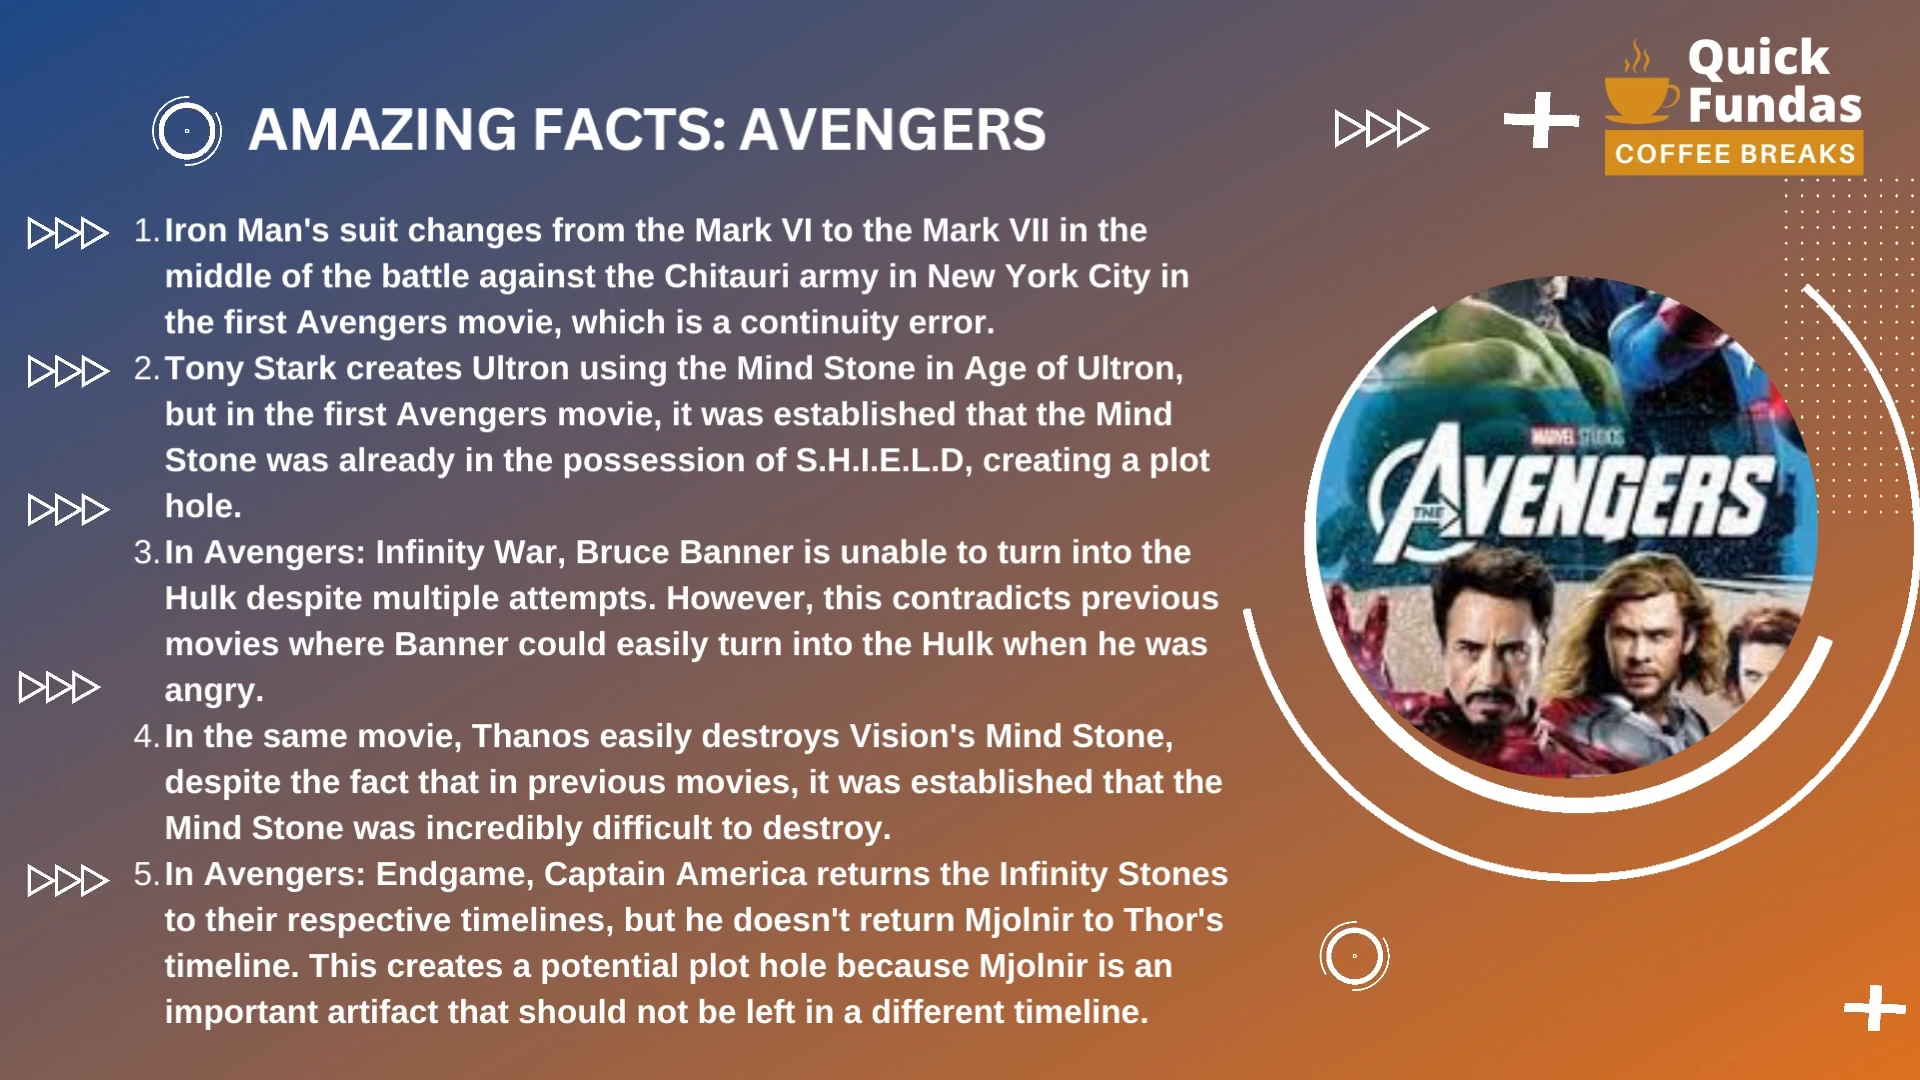 Quick
Fundas
COFFEE BREAKS
AMAZING FACTS: AVENGERS
1. Iron Man's suit changes from the Mark VI to the Mark VII in the
middle of the battle against the Chitauri army in New York City in
the first Avengers movie, which is a continuity error.
2. Tony Stark creates Ultron using the Mind Stone in Age of Ultron,
but in the first Avengers movie, it was established that the Mind
Stone was already in the possession of S.H.I.E.L.D, creating a plot
hole.
3. In Avengers: Infinity War, Bruce Banner is unable to turn into the
Hulk despite multiple attempts. However, this contradicts previous
movies where Banner could easily turn into the Hulk when he was
angry.
4. In the same movie, Thanos easily destroys Vision's Mind Stone,
despite the fact that in previous movies, it was established that the
Mind Stone was incredibly difficult to destroy.
5. In Avengers: Endgame, Captain America returns the Infinity Stones
to their respective timelines, but he doesn't return Mjolnir to Thor's
timeline. This creates a potential plot hole because Mjolnir is an
important artifact that should not be left in a different timeline.
MARVEL STUDIOS
THE AVENGERS